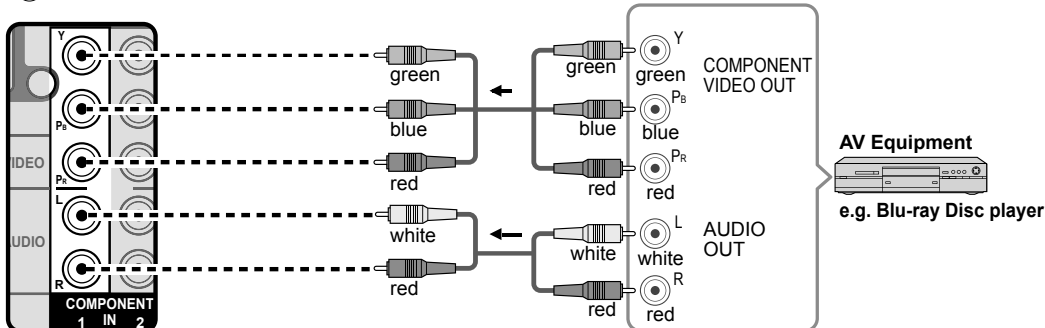 Y
PB
PR
L
R
VIDEO
AUDIO
COMPONENT
1 IN 2
green
blue
red
white
red
green
blue
red
white
red
Y
green
PB
blue
PR
red
L
white
R
red
COMPONENT
VIDEO OUT
AUDIO
OUT
AV Equipment
e.g. Blu-ray Disc player